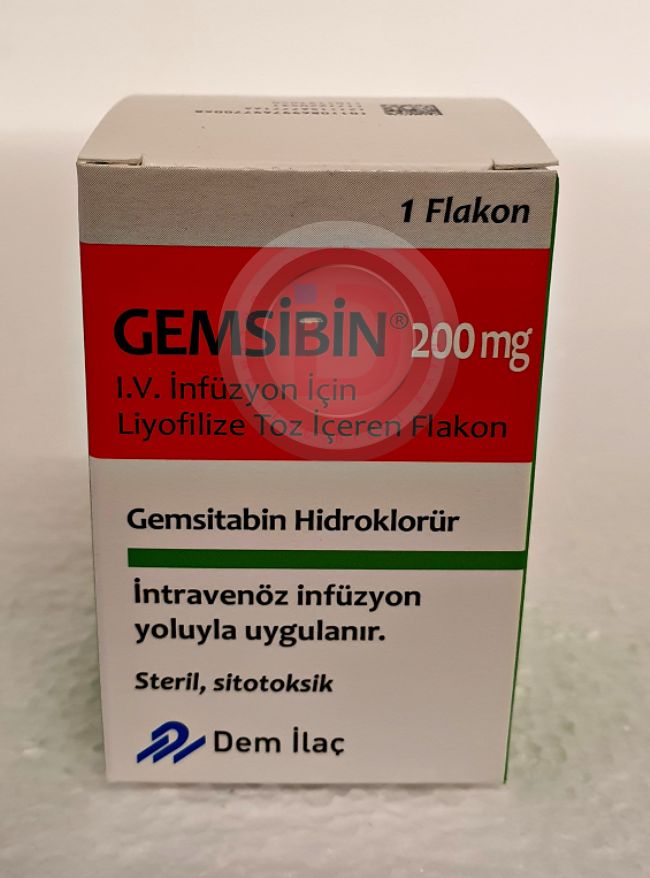 1 Flakon
GEMSİBİN® 200 mg
I.V. İnfüzyon İçin
Liyofilize Toz İçeren Flakon
Gemsitabin Hidroklorür
İntravenöz infüzyon
yoluyla uygulanır.
Steril, sitotoksik
Dem İlaç